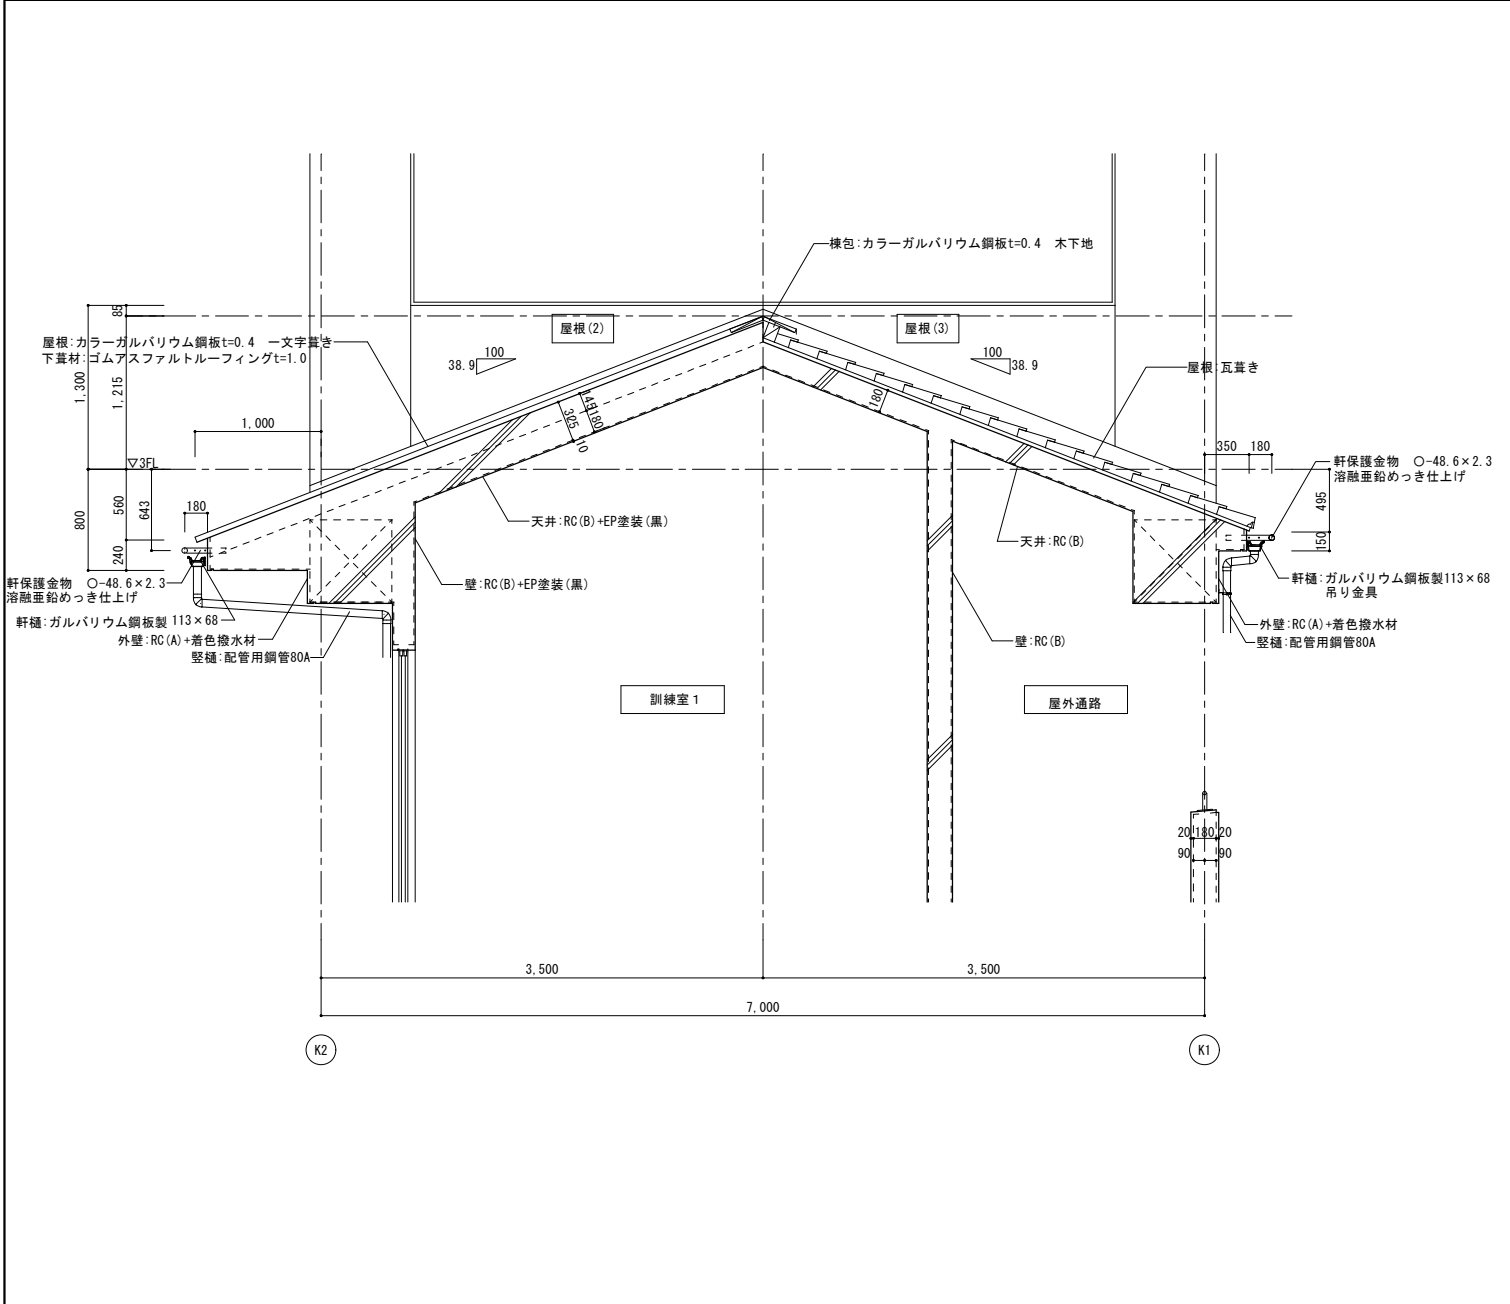 棟包:カラーガルバリウム鋼板t=0.4　木下地
85
屋根(2)
屋根(3)
屋根:カラーガルバリウム鋼板t=0.4　一文字葺き
下葺材:ゴムアスファルトルーフィングt=1.0
100
38.9
100
38.9
屋根:瓦葺き
1,300
1,215
145
180
325
10
180
1,000
350
180
▽3FL
軒保護金物　○-48.6×2.3
溶融亜鉛めっき仕上げ
800
560
643
240
180
495
150
天井:RC(B)+EP塗装(黒)
天井:RC(B)
軒保護金物　○-48.6×2.3
溶融亜鉛めっき仕上げ
壁:RC(B)+EP塗装(黒)
軒樋:ガルバリウム鋼板製113×68
吊り金具
軒樋:ガルバリウム鋼板製 113×68
外壁:RC(A)+着色撥水材
外壁:RC(A)+着色撥水材
竪樋:配管用鋼管80A
壁:RC(B)
竪樋:配管用鋼管80A
訓練室1
屋外通路
20 180 20
90 90
3,500
3,500
7,000
K2
K1